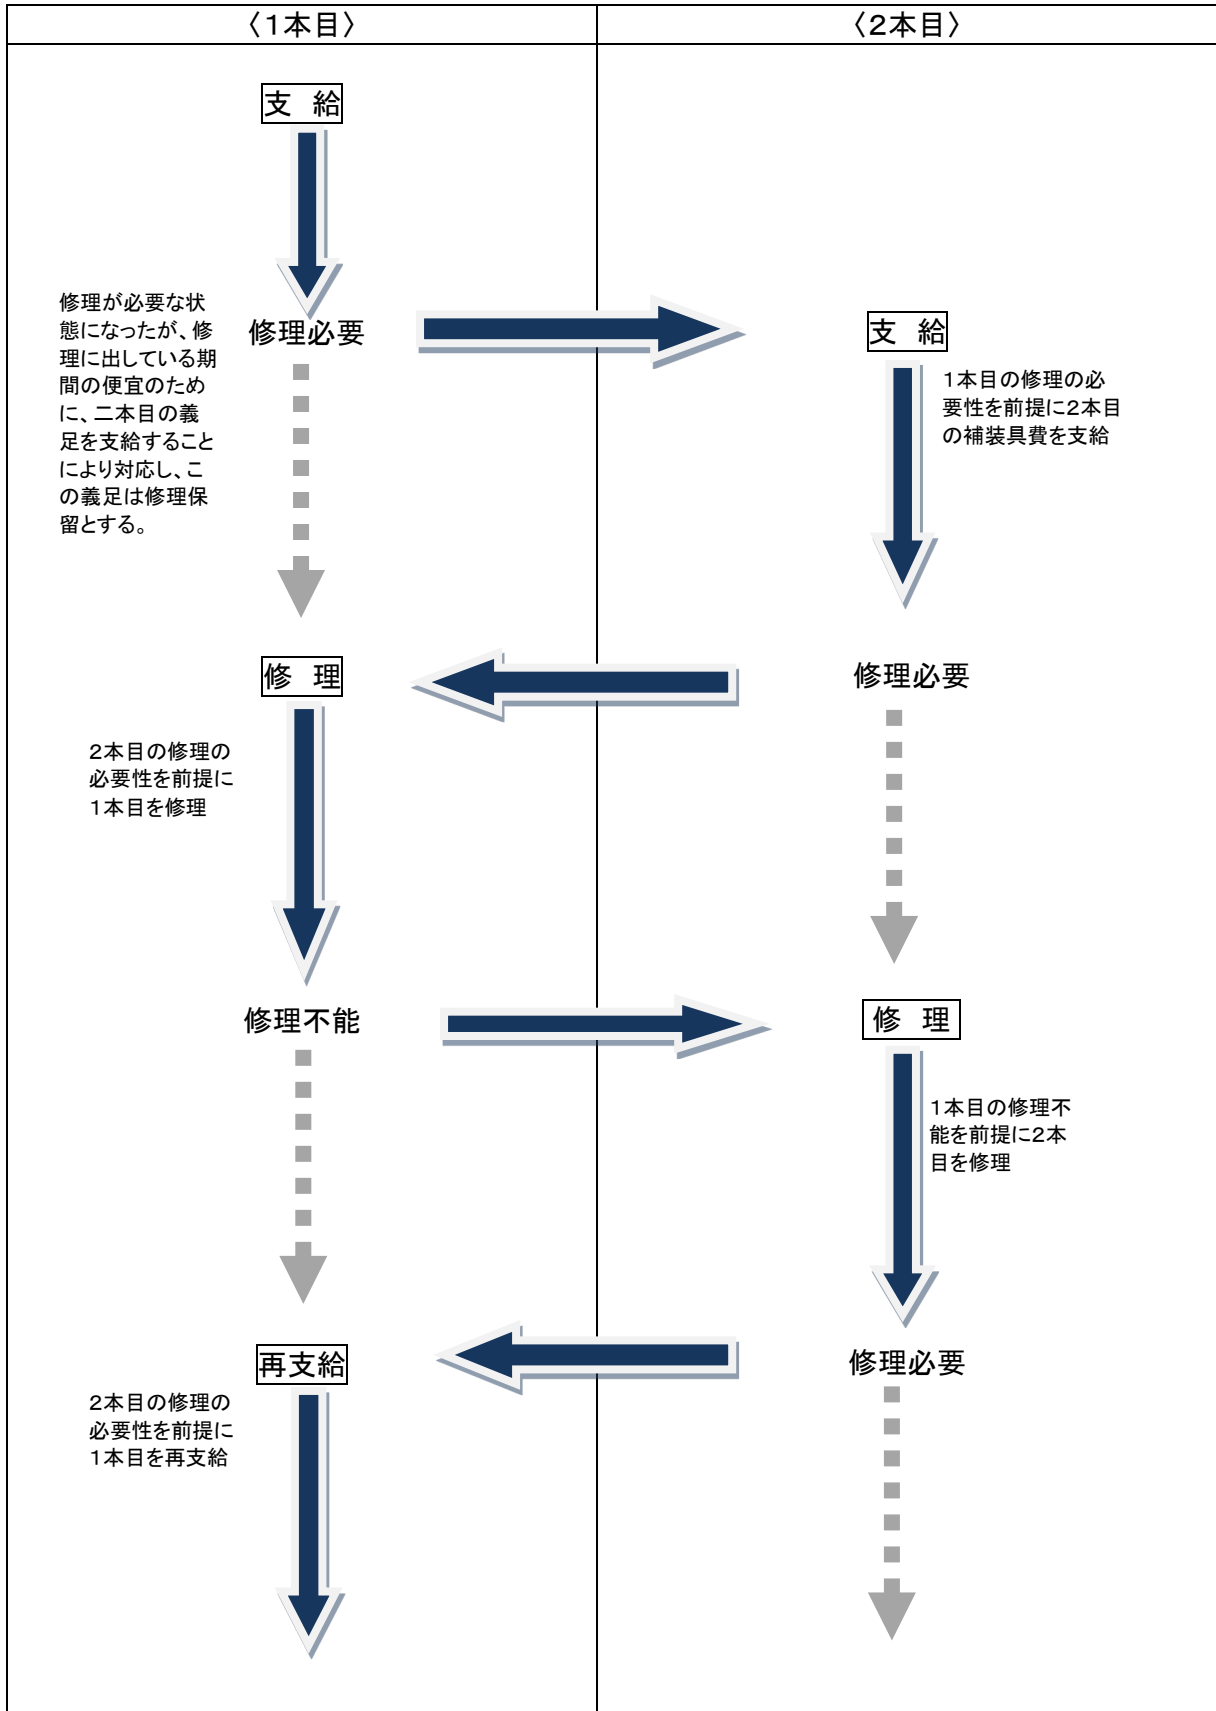 〈１本目〉
〈２本目〉
支　給
修理が必要な状
態になったが、修
理に出している期
間の便宜のため
に、二本目の義
足を支給すること
により対応し、こ
の義足は修理保
留とする。
修理必要
支　給
１本目の修理の必
要性を前提に２本目
の補装具費を支給
修　理
修理必要
２本目の修理の
必要性を前提に
１本目を修理
修理不能
修　理
１本目の修理不
能を前提に２本
目を修理
再支給
修理必要
２本目の修理の
必要性を前提に
１本目を再支給